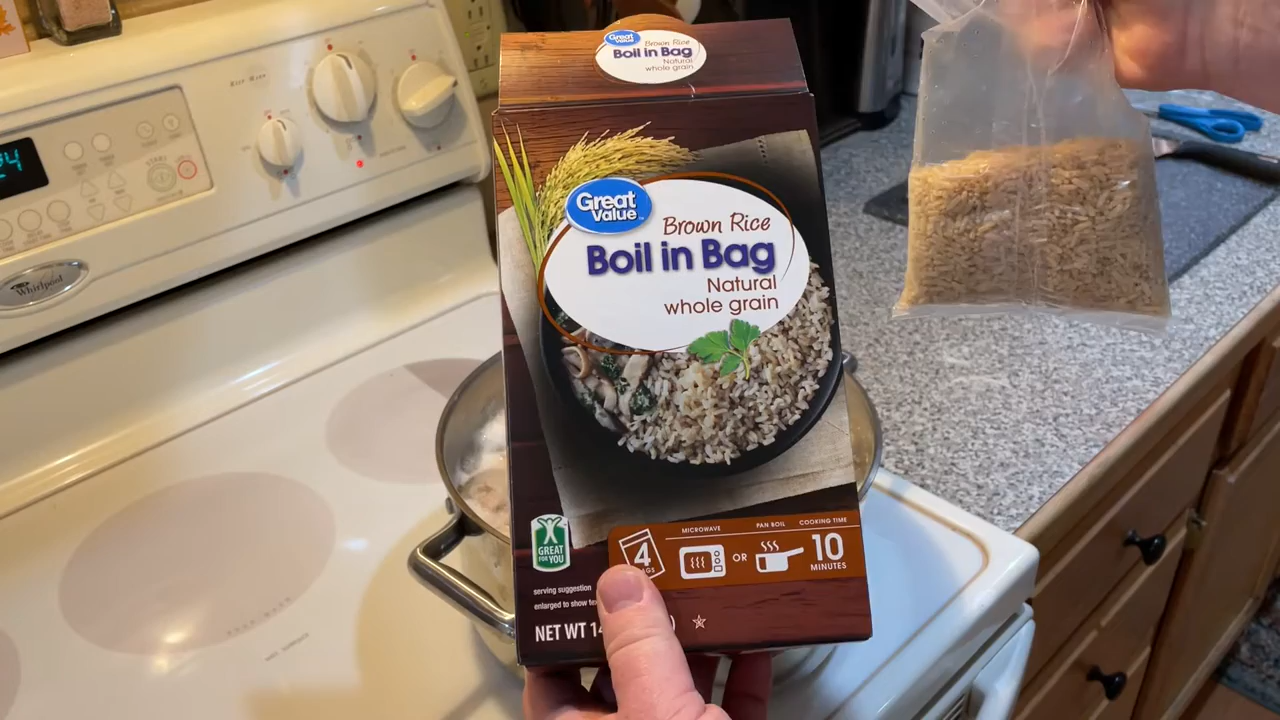 Great Value
Brown Rice
Boil in Bag
Natural
whole grain
Great
Value
Brown Rice
Boil in Bag
Natural
whole grain
GREAT
FOR YOU
4
MICROWAVE
OR
PAN BOIL
COOKING TIME
10
MINUTES
serving suggestion
enlarged to show
NET WT 14
Whirlpool
24
START